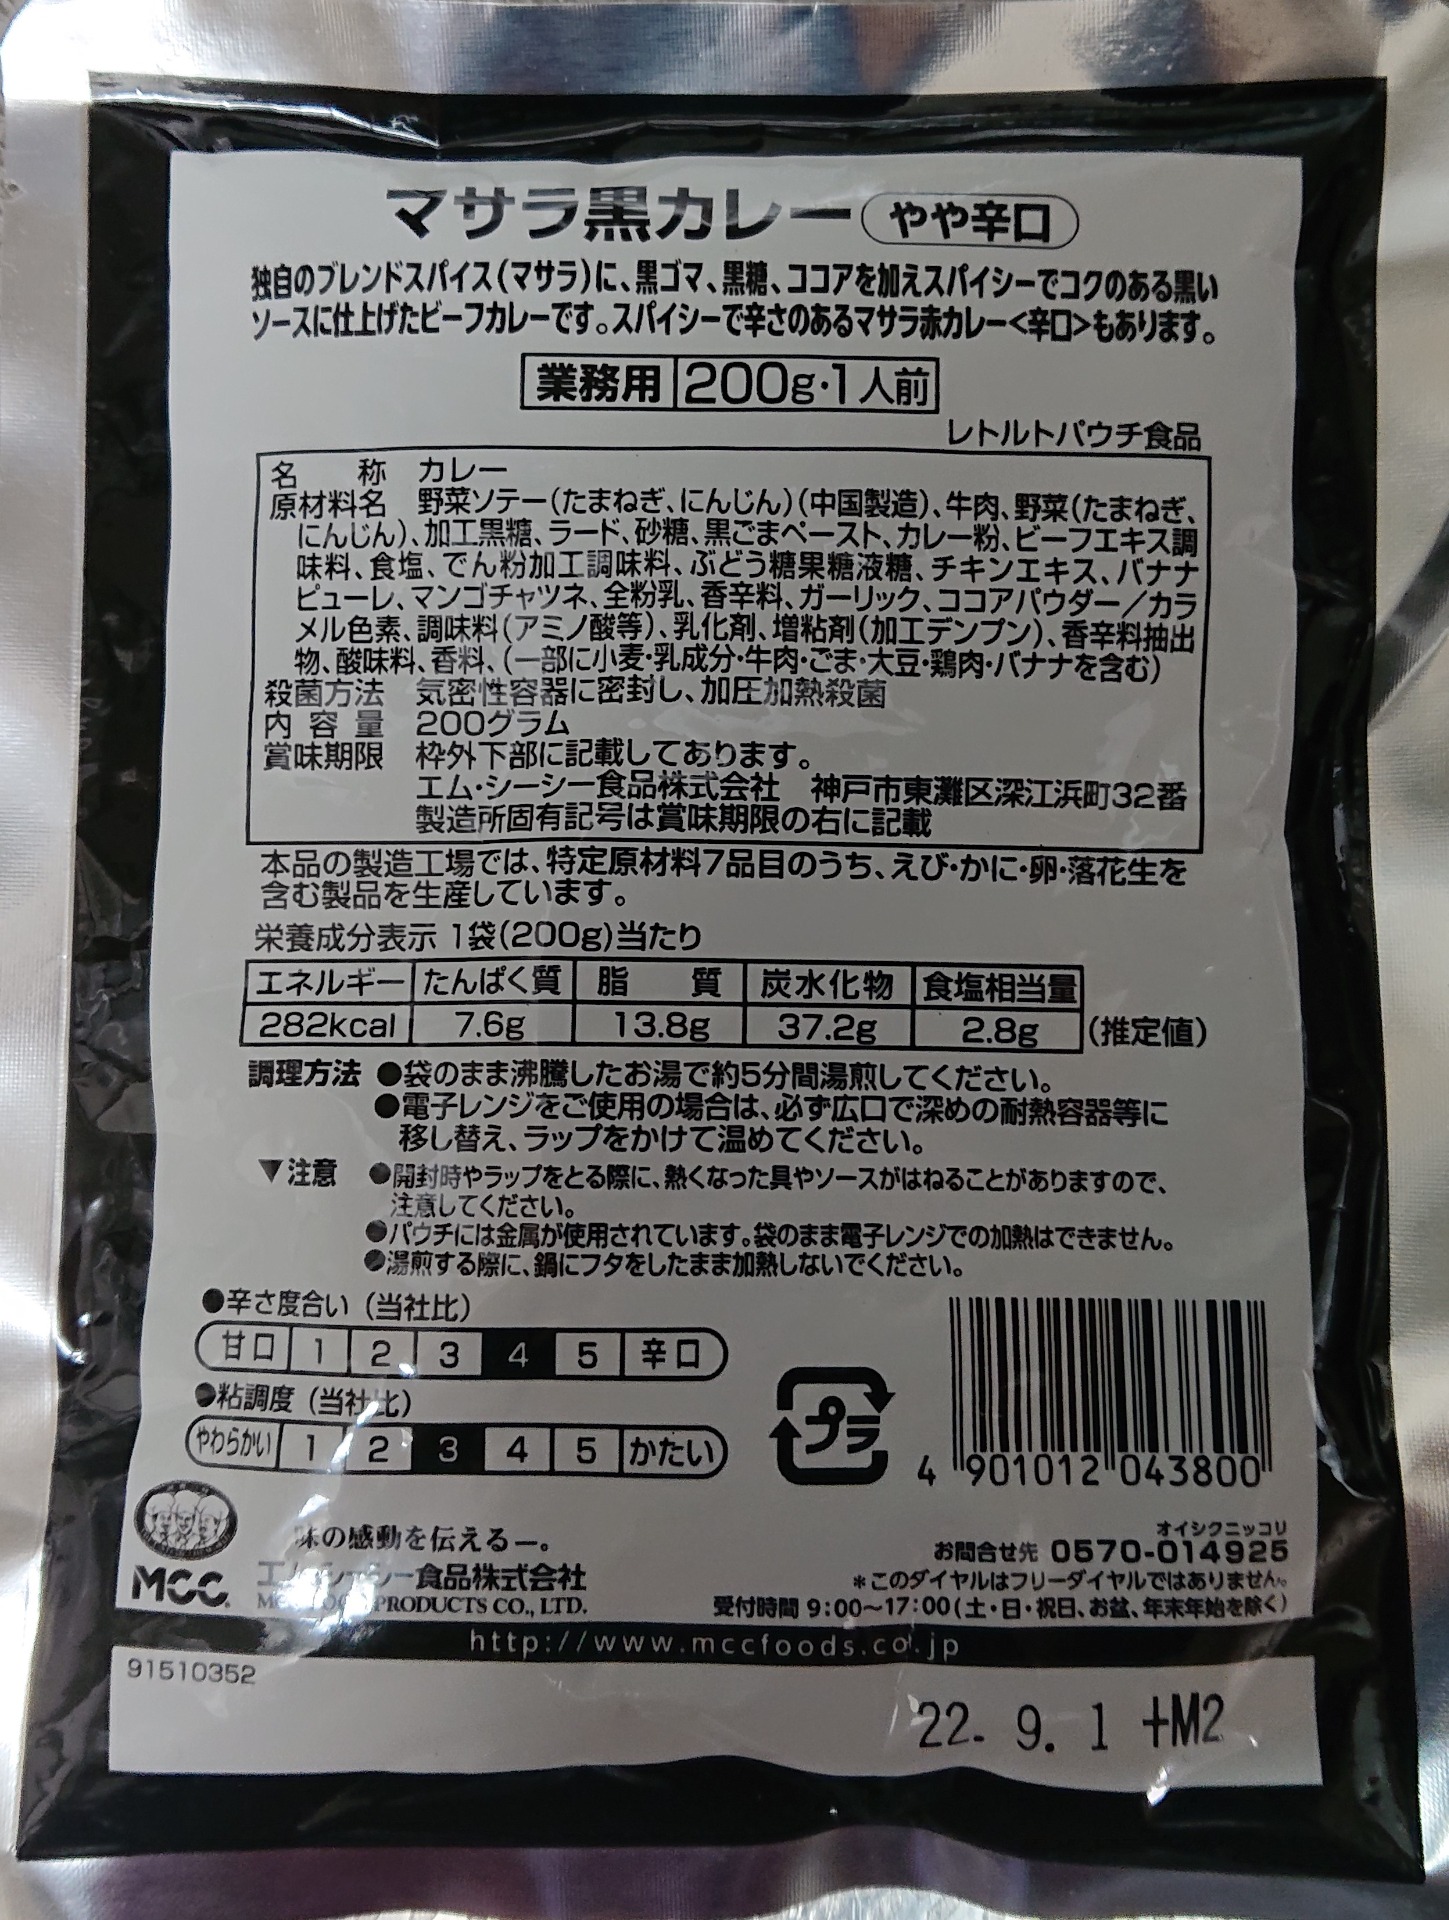 マサラ黒カレー やや辛口
独自のブレンドスパイス(マサラ)に、黒ゴマ、黒糖、ココアを加えスパイシーでコクのある黒い
ソースに仕上げたビーフカレーです。スパイシーで辛さのあるマサラ赤カレー<辛口>もあります。
業務用 200g・1人前
レトルトパウチ食品
名 称 カレー
原材料名 野菜ソテー(たまねぎ、にんじん)(中国製造)、牛肉、野菜(たまねぎ、
にんじん)、加工黒糖、ラード、砂糖、黒ごまペースト、カレー粉、ビーフエキス調
味料、食塩、でん粉加工調味料、ぶどう糖果糖液糖、チキンエキス、バナナ
ピューレ、マンゴチャツネ、全粉乳、香辛料、ガーリック、ココアパウダー／カラ
メル色素、調味料(アミノ酸等)、乳化剤、増粘剤(加工デンプン)、香辛料抽出
物、酸味料、香料、(一部に小麦・乳成分・牛肉・ごま・大豆・鶏肉・バナナを含む)
殺菌方法 気密性容器に密封し、加圧加熱殺菌
内容量 200グラム
賞味期限 枠外下部に記載してあります。
エム・シーシー食品株式会社 神戸市東灘区深江浜町32番
製造所固有記号は賞味期限の右に記載
本品の製造工場では、特定原材料7品目のうち、えび・かに・卵・落花生を
含む製品を生産しています。
栄養成分表示 1袋(200g)当たり
エネルギー たんぱく質 脂 質 炭水化物 食塩相当量
282kcal 7.6g 13.8g 37.2g 2.8g (推定値)
調理方法 ●袋のまま沸騰したお湯で約5分間湯煎してください。
●電子レンジをご使用の場合は、必ず広口で深めの耐熱容器等に
移し替え、ラップをかけて温めてください。
▼注意 ●開封時やラップをとる際に、熱くなった具やソースがはねることがありますので、
注意してください。
●パウチには金属が使用されています。袋のまま電子レンジでの加熱はできません。
●湯煎する際に、鍋にフタをしたまま加熱しないでください。
●辛さ度合い(当社比)
甘口 1 2 3 4 5 辛口
●粘調度(当社比)
やわらかい 1 2 3 4 5 かたい
プラ
4 901012 043800
味の感動を伝えるー。
MCC エム・シーシー食品株式会社
MCC FOOD PRODUCTS CO., LTD.
オイシクニッコリ
お問合せ先 0570-014925
＊このダイヤルはフリーダイヤルではありません。
受付時間 9:00～17:00(土・日・祝日、お盆、年末年始を除く)
http://www.mccfoods.co.jp
91510352
22. 9. 1 +M2